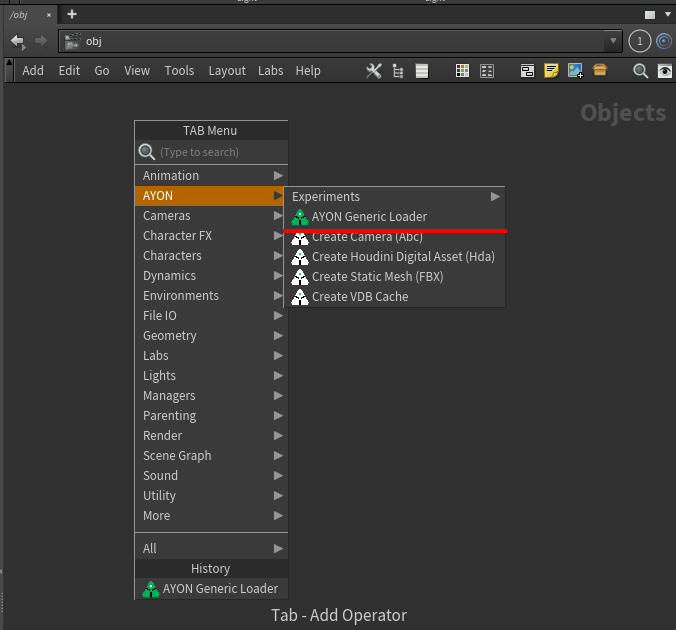 /obj
obj
1
Add Edit Go View Tools Layout Labs Help
Objects
TAB Menu
(Type to search)
Animation
AYON
Cameras
Character FX
Characters
Dynamics
Environments
File IO
Geometry
Labs
Lights
Managers
Parenting
Render
Scene Graph
Sound
Utility
More
All
History
AYON Generic Loader
Experiments
AYON Generic Loader
Create Camera (Abc)
Create Houdini Digital Asset (Hda)
Create Static Mesh (FBX)
Create VDB Cache
Tab - Add Operator